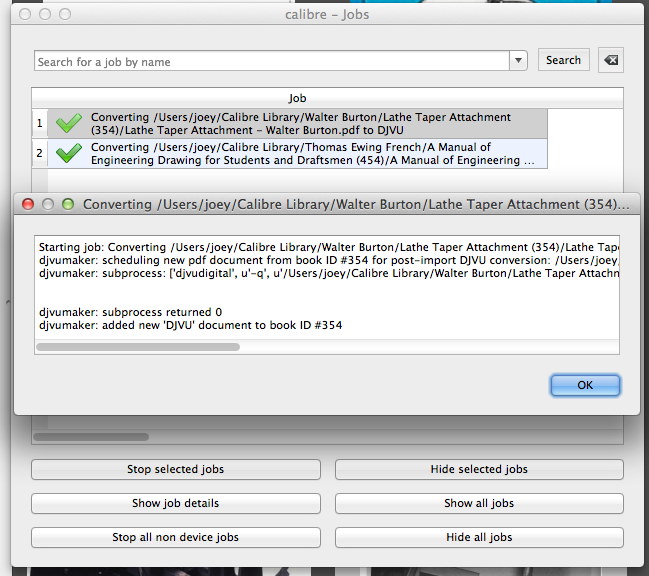 calibre – Jobs
Search for a job by name
Search
Job
1
Converting /Users/joey/Calibre Library/Walter Burton/Lathe Taper Attachment
(354)/Lathe Taper Attachment – Walter Burton.pdf to DJVU
2
Converting /Users/joey/Calibre Library/Thomas Ewing French/A Manual of
Engineering Drawing for Students and Draftsmen (454)/A Manual of Engineering ...
Converting /Users/joey/Calibre Library/Walter Burton/Lathe Taper Attachment (354)...
Starting job: Converting /Users/joey/Calibre Library/Walter Burton/Lathe Taper Attachment (354)/Lathe Tape
djvumaker: scheduling new pdf document from book ID #354 for post-import DJVU conversion: /Users/joey,
djvumaker: subprocess: ['djvudigital', u'-q', u'/Users/joey/Calibre Library/Walter Burton/Lathe Taper Attachn
djvumaker: subprocess returned 0
djvumaker: added new 'DJVU' document to book ID #354
OK
Stop selected jobs
Hide selected jobs
Show job details
Show all jobs
Stop all non device jobs
Hide all jobs